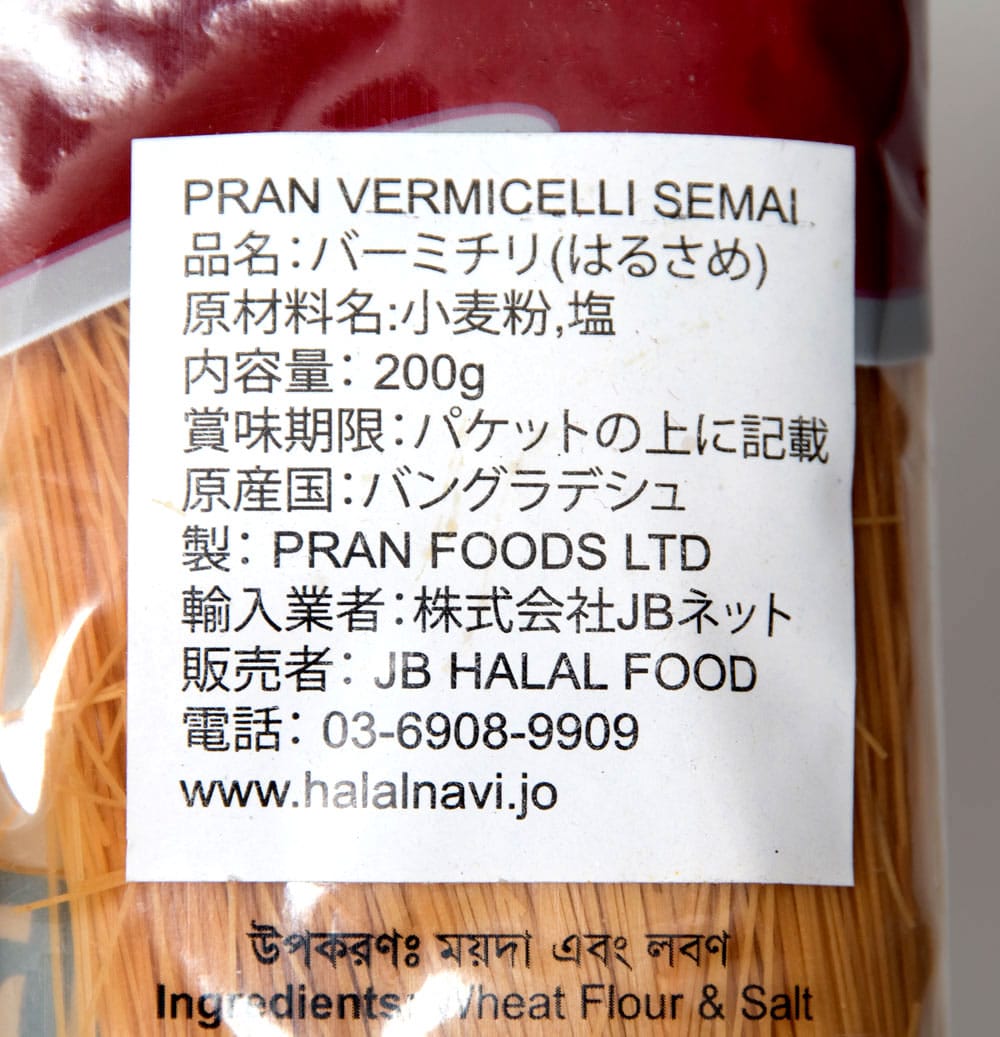 PRAN VERMICELLI SEMAI
品名：バーミチリ(はるさめ)
原材料名:小麦粉,塩
内容量： 200g
賞味期限：パケットの上に記載
原産国：バングラデシュ
製： PRAN FOODS LTD
輸入業者：株式会社JBネット
販売者： JB HALAL FOOD
電話： 03-6908-9909
www.halalnavi.jo
উপকরণঃ ময়দা এবং লবণ
Ingredients: Wheat Flour & Salt